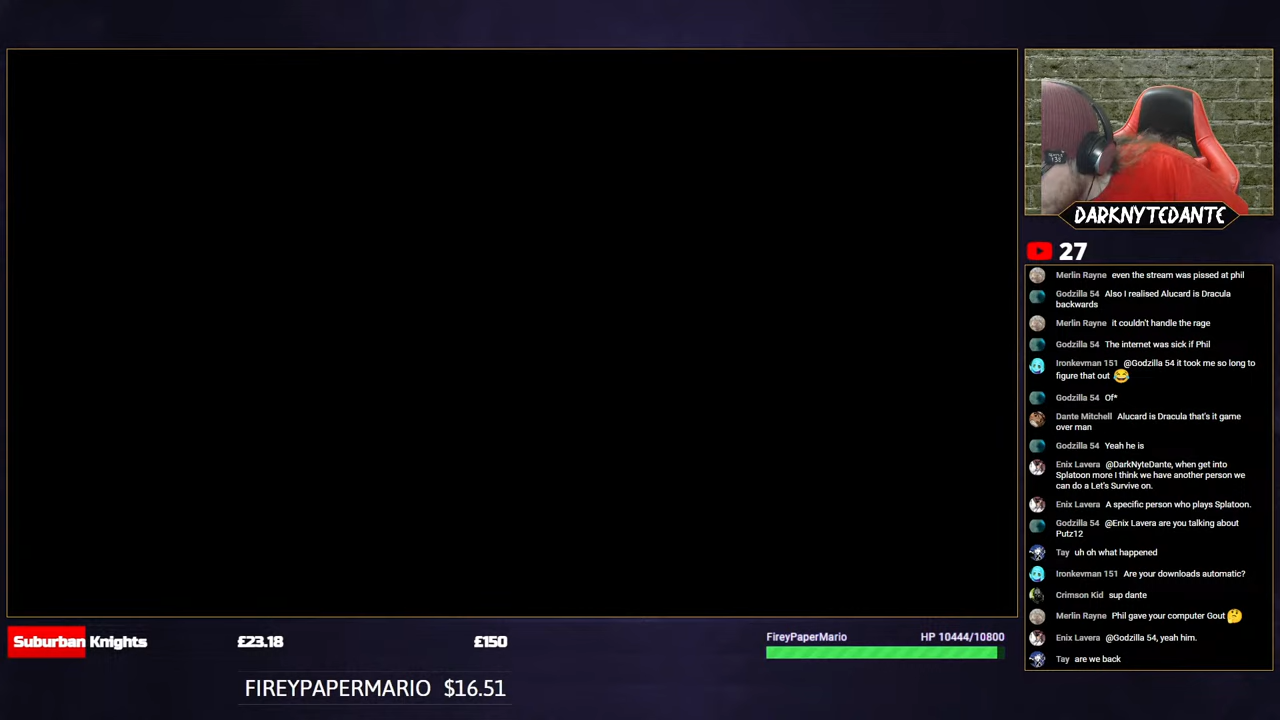 DARKNYTEDANTE
27
Merlin Rayne even the stream was pissed at phil
Godzilla 54 Also I realised Alucard is Dracula
backwards
Merlin Rayne it couldn't handle the rage
Godzilla 54 The internet was sick if Phil
Ironkevman 151 @Godzilla 54 it took me so long to
figure that out 😂
Godzilla 54 Of*
Dante Mitchell Alucard is Dracula that's it game
over man
Godzilla 54 Yeah he is
Enix Lavera @DarkNyteDante, when get into
Splatoon more I think we have another person we
can do a Let's Survive on.
Enix Lavera A specific person who plays Splatoon.
Godzilla 54 @Enix Lavera are you talking about
Putz12
Tay uh oh what happened
Ironkevman 151 Are your downloads automatic?
Crimson Kid sup dante
Merlin Rayne Phil gave your computer Gout 🤔
Enix Lavera @Godzilla 54, yeah him.
Tay are we back
Suburban Knights £23.18 £150
FireyPaperMario HP 10444/10800
FIREYPAPERMARIO $16.51